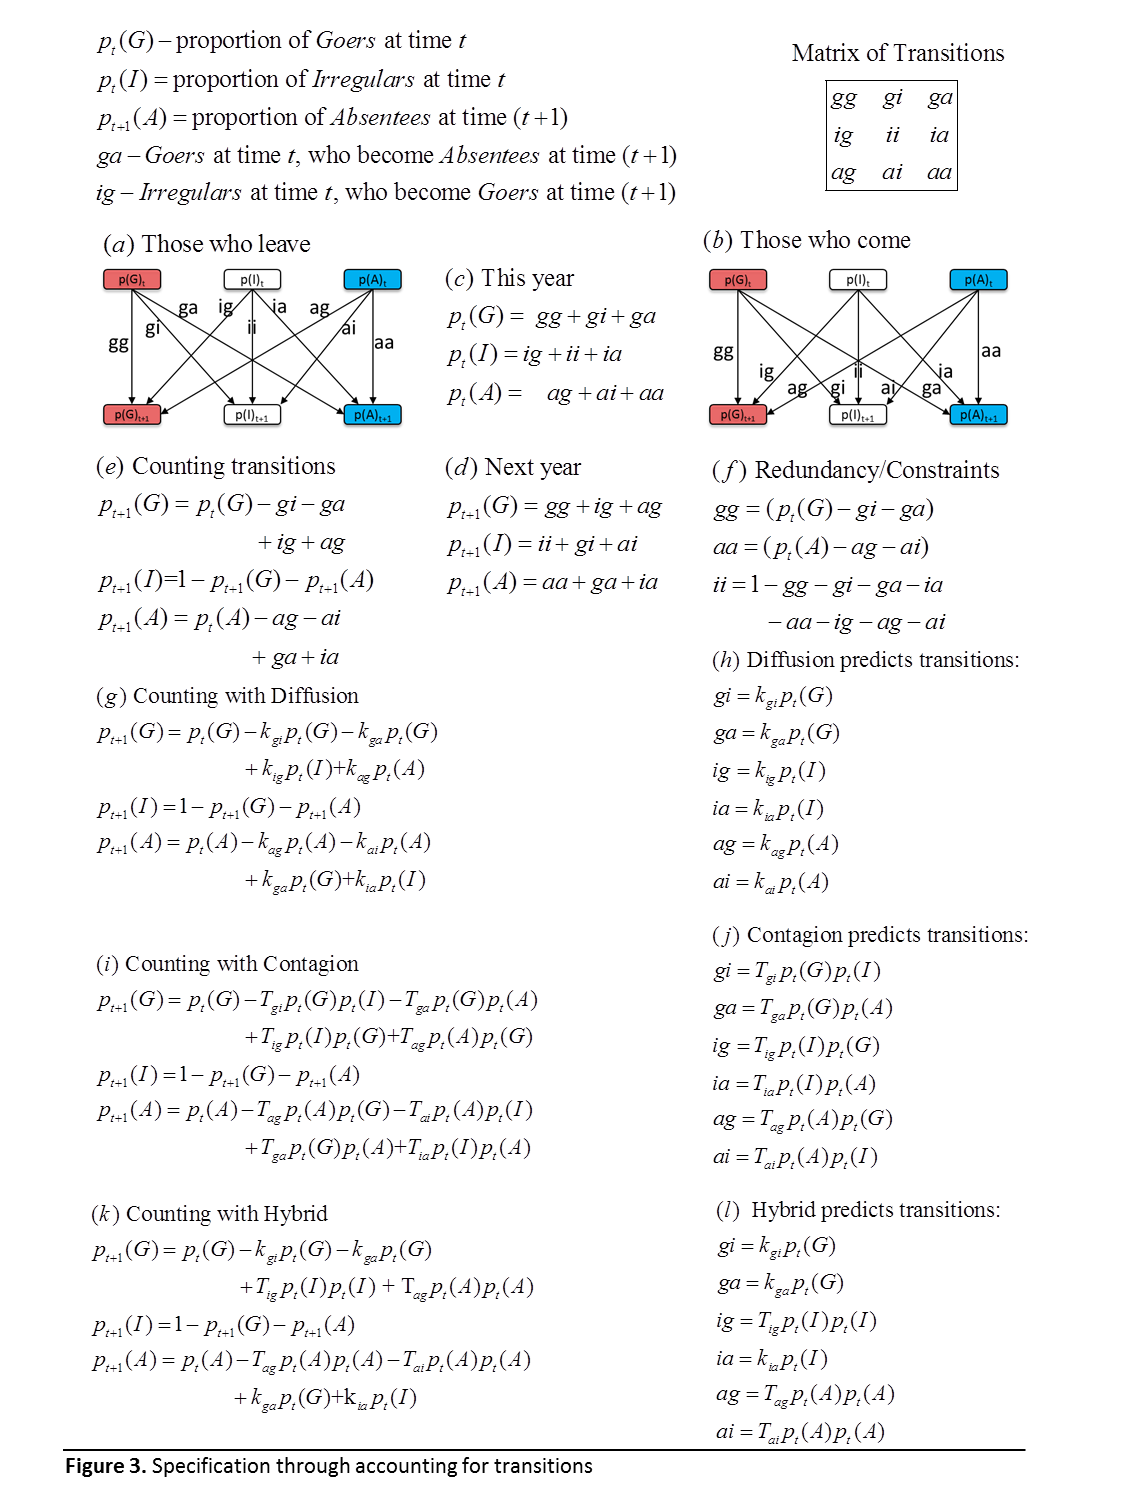 p_t(G) – proportion of Goers at time t
p_t(I) = proportion of Irregulars at time t
p_{t+1}(A) = proportion of Absentees at time (t+1)
ga – Goers at time t, who become Absentees at time (t+1)
ig – Irregulars at time t, who become Goers at time (t+1)
Matrix of Transitions
gg gi ga
ig ii ia
ag ai aa
(a) Those who leave
p(G)_t p(I)_t p(A)_t
ga ig ia ag
gi ii ai
gg aa
p(G)_{t+1} p(I)_{t+1} p(A)_{t+1}
(c) This year
p_t(G) = gg + gi + ga
p_t(I) = ig + ii + ia
p_t(A) = ag + ai + aa
(b) Those who come
p(G)_t p(I)_t p(A)_t
gg aa
ig ii ia
ag gi ai ga
p(G)_{t+1} p(I)_{t+1} p(A)_{t+1}
(e) Counting transitions
p_{t+1}(G) = p_t(G) – gi – ga
+ ig + ag
p_{t+1}(I)=1– p_{t+1}(G) – p_{t+1}(A)
p_{t+1}(A) = p_t(A) – ag – ai
+ ga + ia
(d) Next year
p_{t+1}(G) = gg + ig + ag
p_{t+1}(I) = ii + gi + ai
p_{t+1}(A) = aa + ga + ia
(f) Redundancy/Constraints
gg = (p_t(G) – gi – ga)
aa = (p_t(A) – ag – ai)
ii = 1 – gg – gi – ga – ia
– aa – ig – ag – ai
(g) Counting with Diffusion
p_{t+1}(G) = p_t(G) – k_{gi}p_t(G) – k_{ga}p_t(G)
+ k_{ig}p_t(I)+k_{ag}p_t(A)
p_{t+1}(I) =1– p_{t+1}(G) – p_{t+1}(A)
p_{t+1}(A) = p_t(A) – k_{ag}p_t(A) – k_{ai}p_t(A)
+ k_{ga}p_t(G)+k_{ia}p_t(I)
(h) Diffusion predicts transitions:
gi = k_{gi}p_t(G)
ga = k_{ga}p_t(G)
ig = k_{ig}p_t(I)
ia = k_{ia}p_t(I)
ag = k_{ag}p_t(A)
ai = k_{ai}p_t(A)
(i) Counting with Contagion
p_{t+1}(G) = p_t(G) – T_{gi}p_t(G)p_t(I) – T_{ga}p_t(G)p_t(A)
+T_{ig}p_t(I)p_t(G)+T_{ag}p_t(A)p_t(G)
p_{t+1}(I) =1– p_{t+1}(G) – p_{t+1}(A)
p_{t+1}(A) = p_t(A) – T_{ag}p_t(A)p_t(G) – T_{ai}p_t(A)p_t(I)
+T_{ga}p_t(G)p_t(A)+T_{ia}p_t(I)p_t(A)
(j) Contagion predicts transitions:
gi = T_{gi}p_t(G)p_t(I)
ga = T_{ga}p_t(G)p_t(A)
ig = T_{ig}p_t(I)p_t(G)
ia = T_{ia}p_t(I)p_t(A)
ag = T_{ag}p_t(A)p_t(G)
ai = T_{ai}p_t(A)p_t(I)
(k) Counting with Hybrid
p_{t+1}(G) = p_t(G) – k_{gi}p_t(G) – k_{ga}p_t(G)
+T_{ig}p_t(I)p_t(I) + T_{ag}p_t(A)p_t(A)
p_{t+1}(I) =1– p_{t+1}(G) – p_{t+1}(A)
p_{t+1}(A) = p_t(A) – T_{ag}p_t(A)p_t(A) – T_{ai}p_t(A)p_t(A)
+ k_{ga}p_t(G)+k_{ia}p_t(I)
(l) Hybrid predicts transitions:
gi = k_{gi}p_t(G)
ga = k_{ga}p_t(G)
ig = T_{ig}p_t(I)p_t(I)
ia = k_{ia}p_t(I)
ag = T_{ag}p_t(A)p_t(A)
ai = T_{ai}p_t(A)p_t(A)
Figure 3. Specification through accounting for transitions